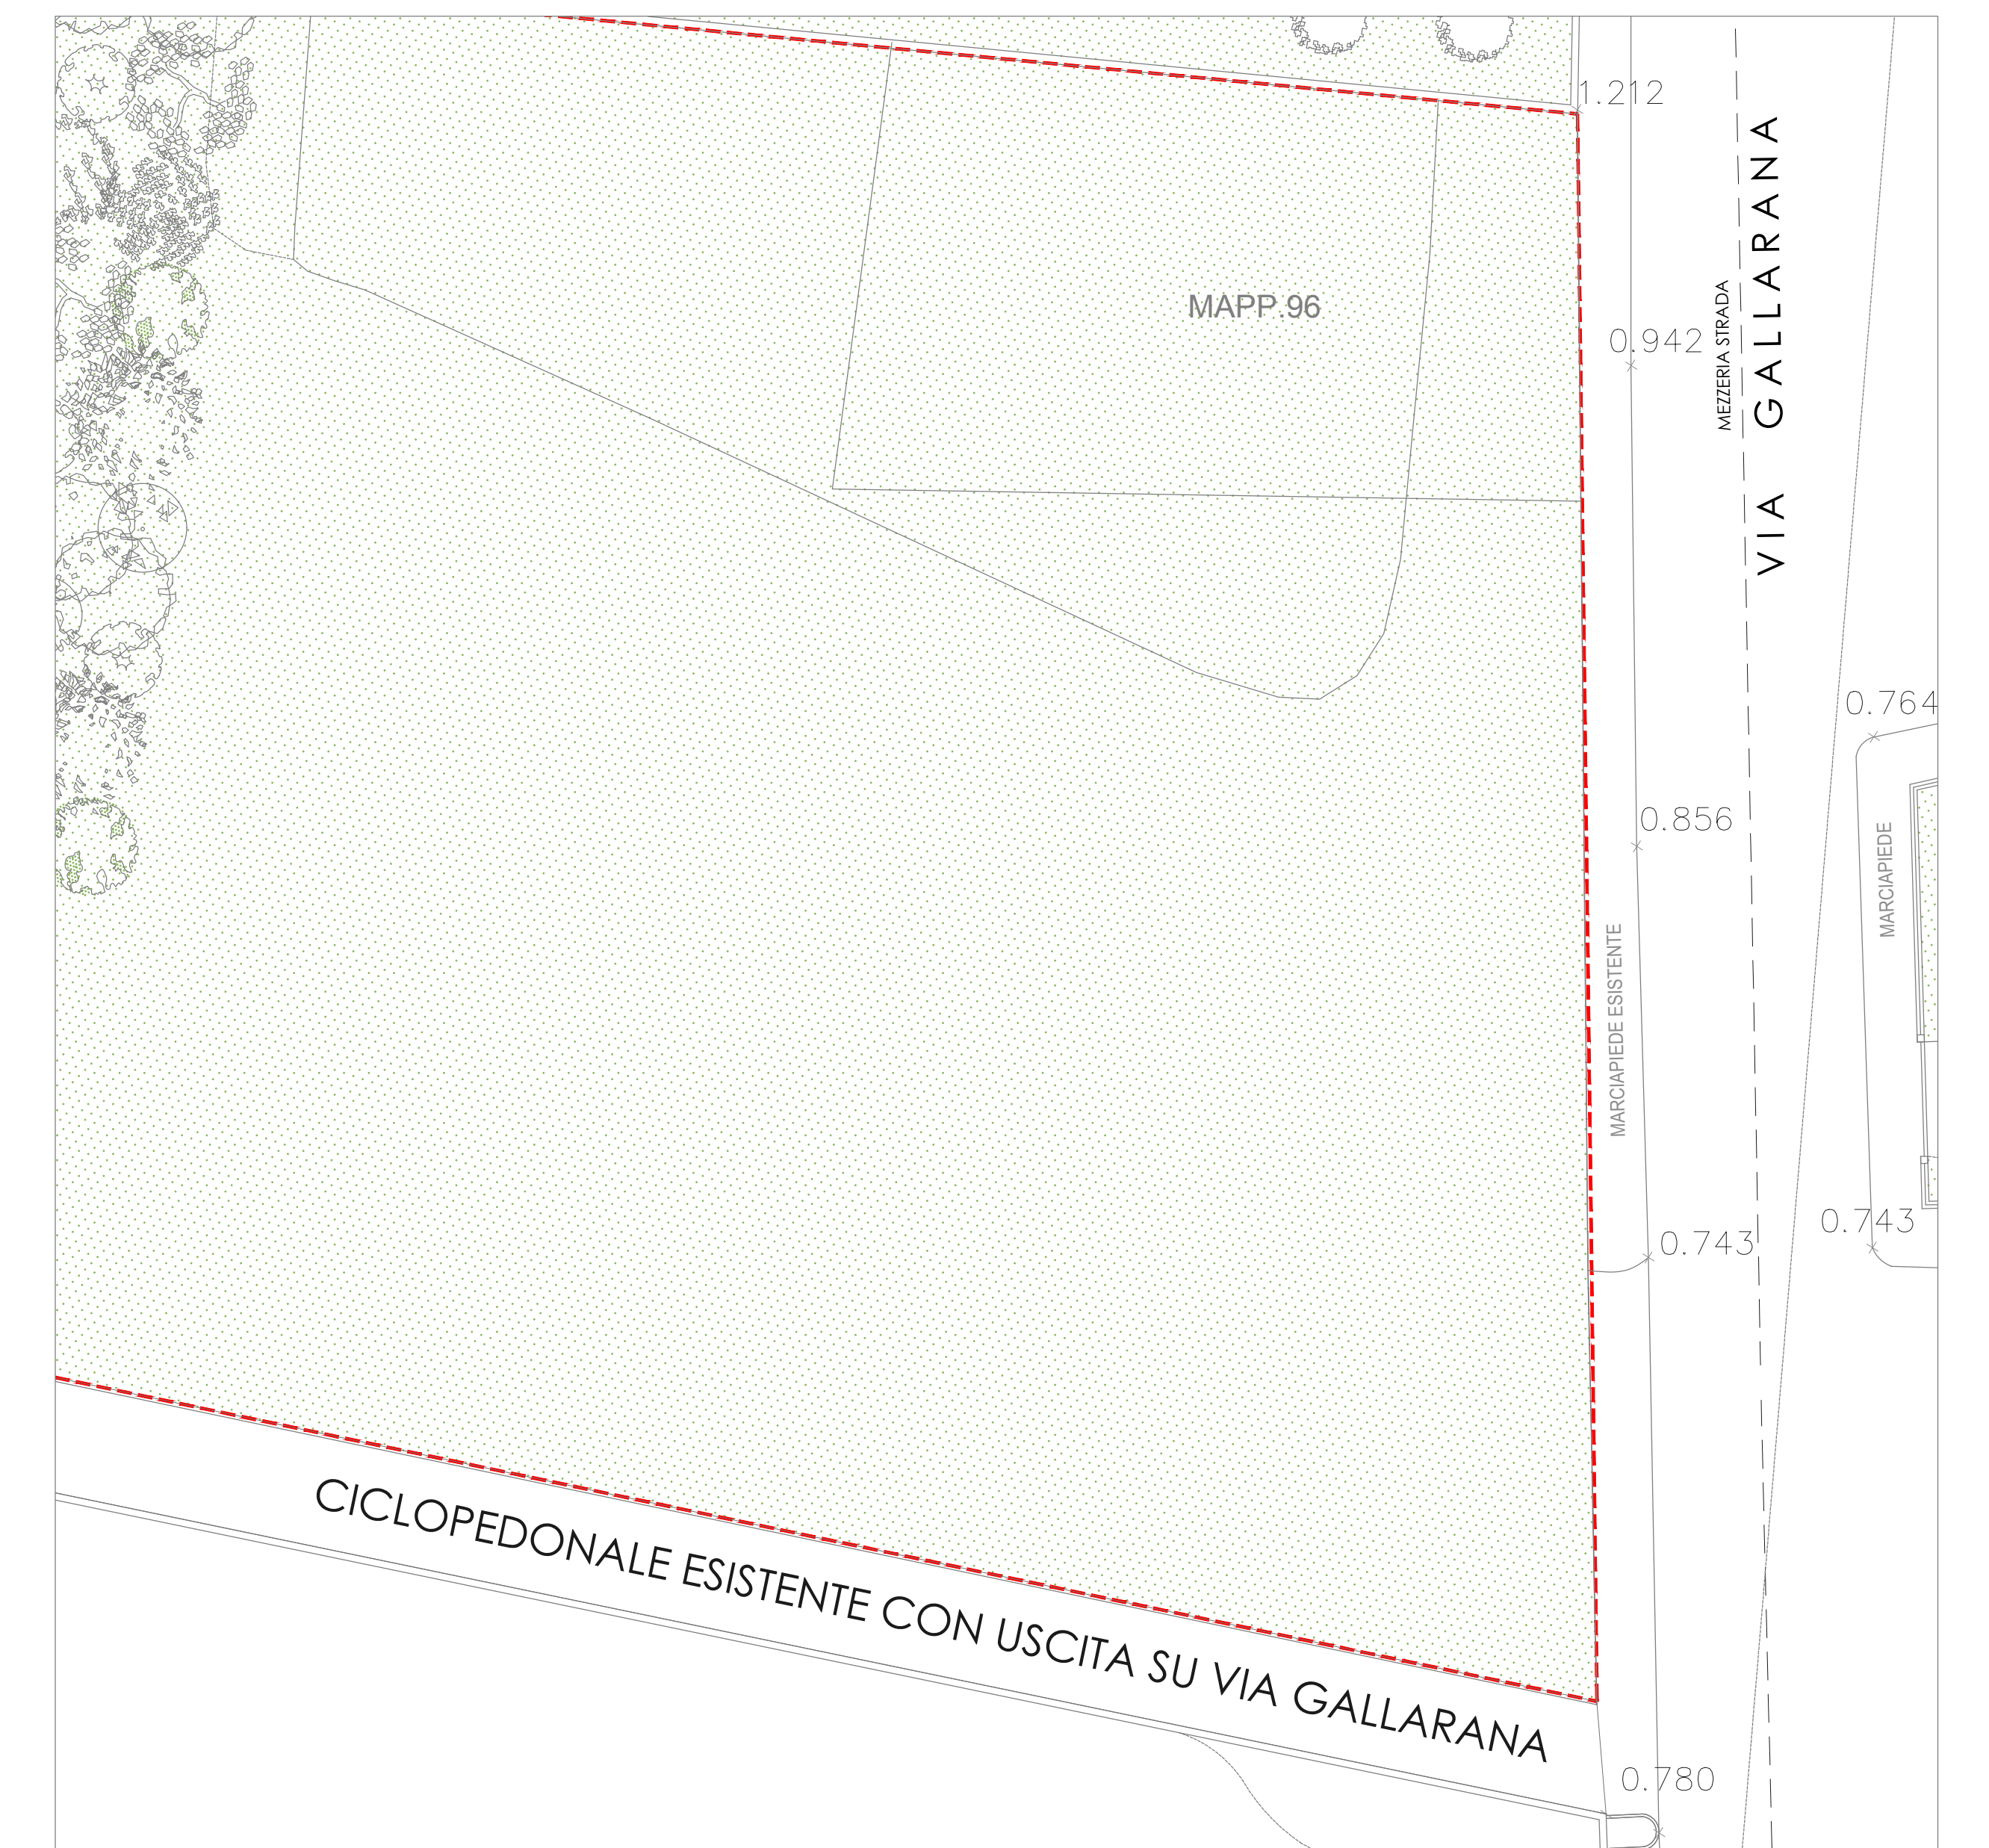 1.212
MAPP.96
0.942
MEZZERIA STRADA
VIA GALLARANA
0.764
0.856
MARCIAPIEDE
MARCIAPIEDE ESISTENTE
0.743
0.743
CICLOPEDONALE ESISTENTE CON USCITA SU VIA GALLARANA
0.780